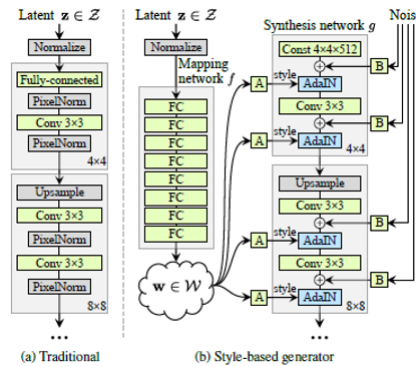 Latent z ∈ Z
Normalize
Fully-connected
PixelNorm
Conv 3×3
PixelNorm
4×4
Upsample
Conv 3×3
PixelNorm
Conv 3×3
PixelNorm
8×8
...
(a) Traditional
Latent z ∈ Z
Normalize
Mapping
network f
FC
FC
FC
FC
FC
FC
FC
FC
w ∈ W
A
style
A
style
A
style
A
style
Synthesis network g
Nois
Const 4×4×512
B
AdaIN
Conv 3×3
B
AdaIN
4×4
Upsample
Conv 3×3
B
AdaIN
Conv 3×3
B
AdaIN
8×8
...
(b) Style-based generator